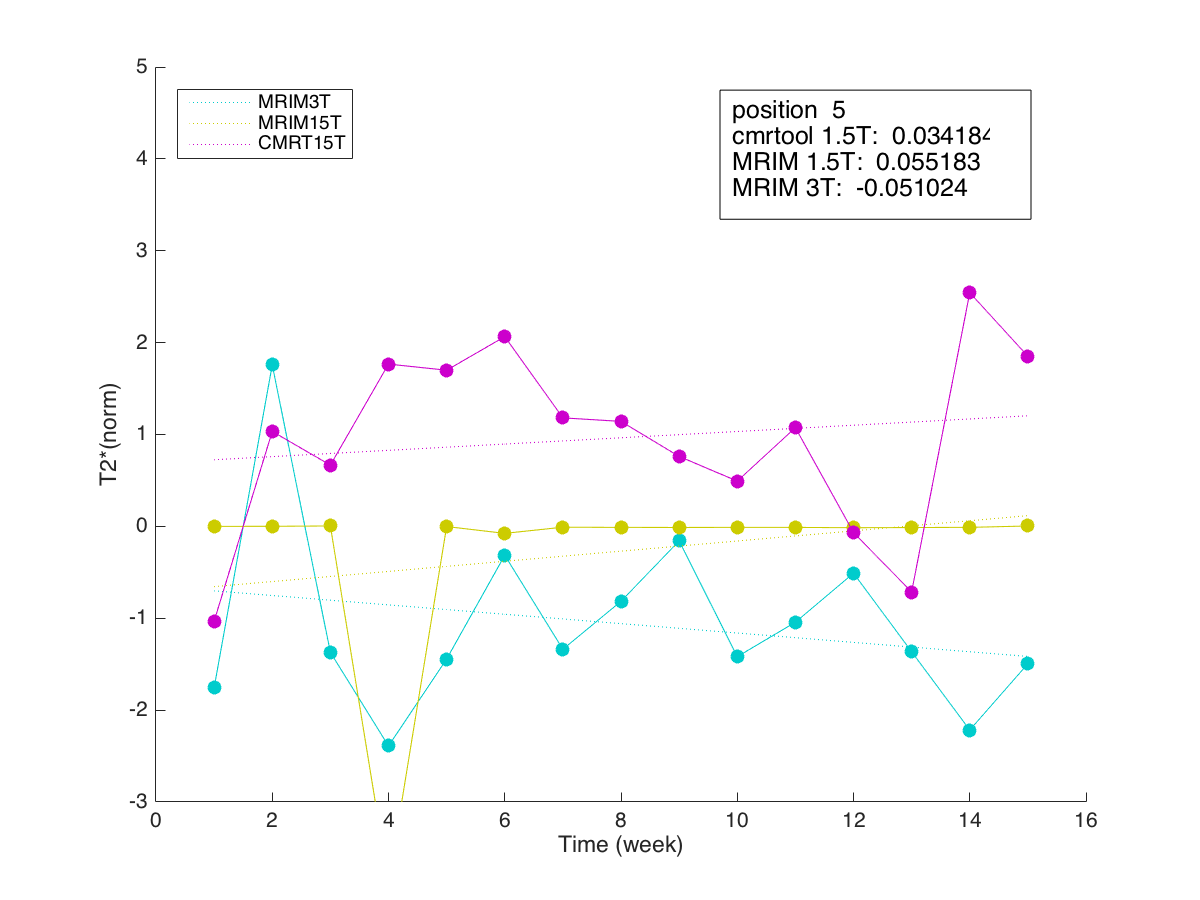 5
4
3
2
1
0
-1
-2
-3
0 2 4 6 8 10 12 14 16
T2*(norm)
Time (week)
MRIM3T
MRIM15T
CMRT15T
position 5
cmrtool 1.5T: 0.034184
MRIM 1.5T: 0.055183
MRIM 3T: -0.051024